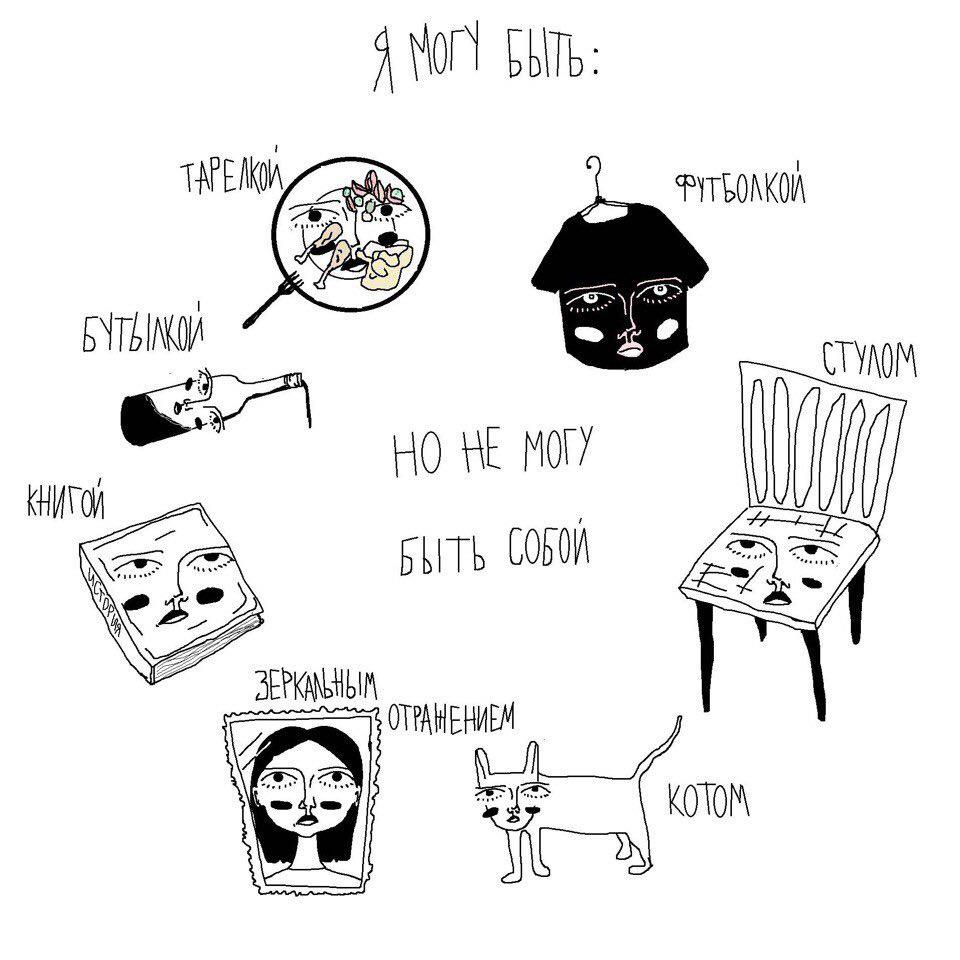 Я МОГУ БЫТЬ:
ТАРЕЛКОЙ
ФУТБОЛКОЙ
БУТЫЛКОЙ
СТУЛОМ
НО НЕ МОГУ
БЫТЬ СОБОЙ
КНИГОЙ
ИСТОРИЯ
ЗЕРКАЛЬНЫМ
ОТРАЖЕНИЕМ
КОТОМ